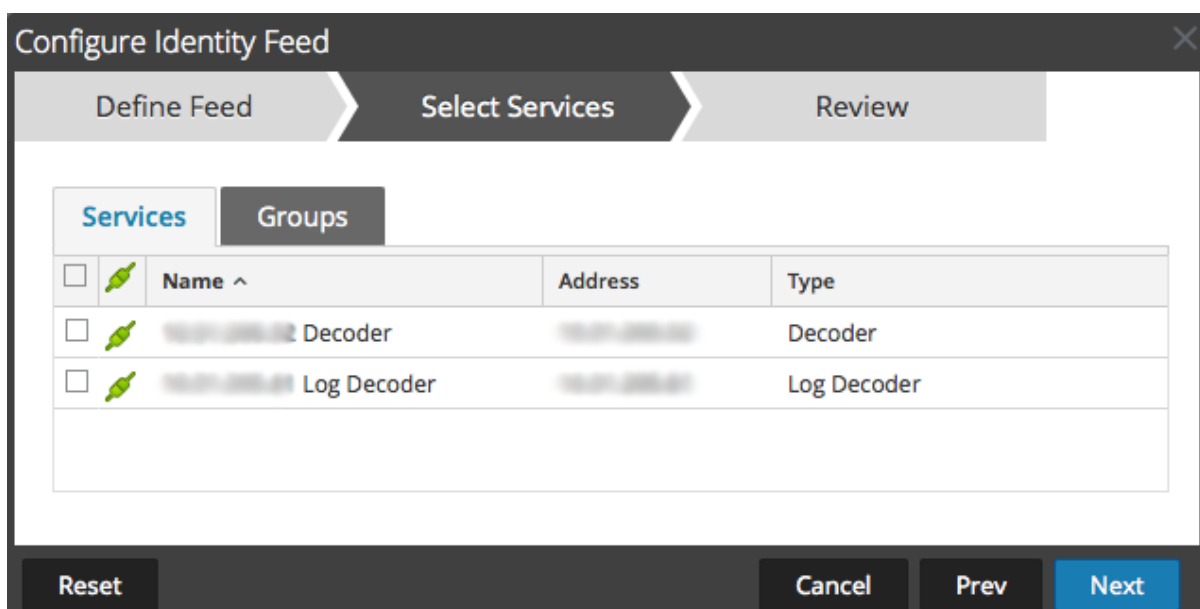 Configure Identity Feed
Define Feed Select Services Review
Services Groups
Name Address Type
Decoder Decoder
Log Decoder Log Decoder
Reset Cancel Prev Next